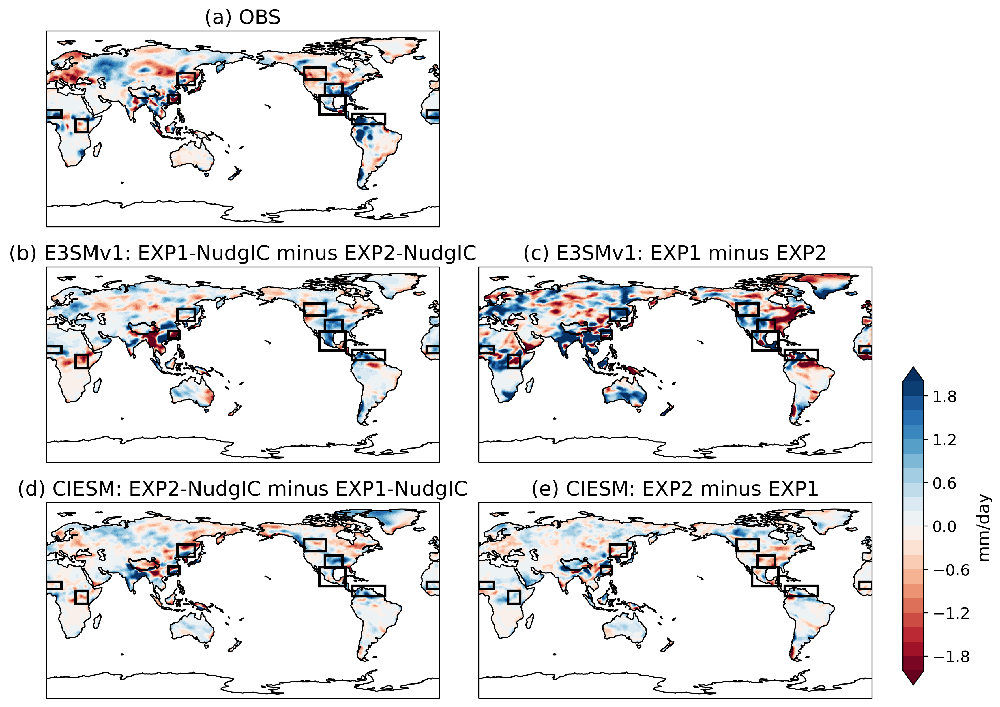 (a) OBS
(b) E3SMv1: EXP1-NudgIC minus EXP2-NudgIC
(c) E3SMv1: EXP1 minus EXP2
(d) CIESM: EXP2-NudgIC minus EXP1-NudgIC
(e) CIESM: EXP2 minus EXP1
1.8
1.2
0.6
0.0
−0.6
−1.2
−1.8
mm/day